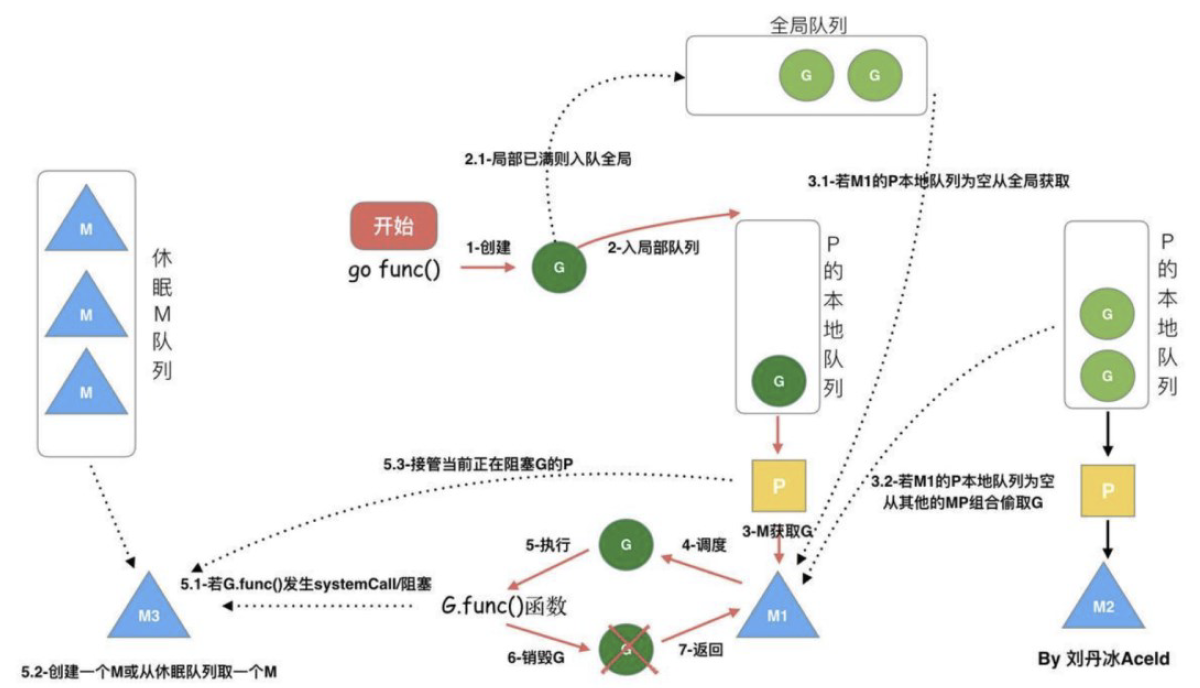 全局队列
G
G
2.1-局部已满则入队全局
3.1-若M1的P本地队列为空从全局获取
M
M
M
休眠M队列
开始
go func()
1-创建
G
2-入局部队列
G
P的本地队列
G
G
P的本地队列
5.3-接管当前正在阻塞G的P
P
3-M获取G
3.2-若M1的P本地队列为空
从其他的MP组合偷取G
P
5-执行
G
4-调度
5.1-若G.func()发生systemCall/阻塞
G.func()函数
M3
M1
M2
6-销毁G
G
7-返回
5.2-创建一个M或从休眠队列取一个M
By 刘丹冰Aceld